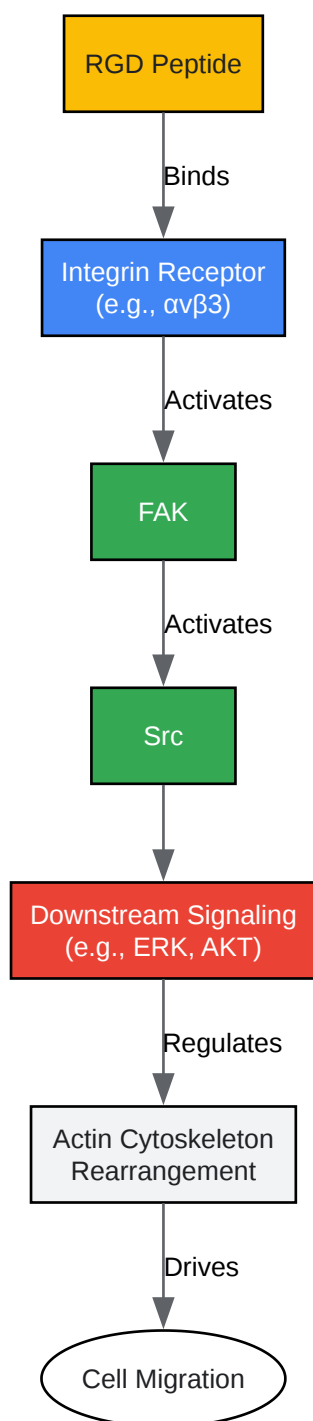 RGD Peptide
Binds
Integrin Receptor
(e.g., αvβ3)
Activates
FAK
Activates
Src
Downstream Signaling
(e.g., ERK, AKT)
Regulates
Actin Cytoskeleton
Rearrangement
Drives
Cell Migration